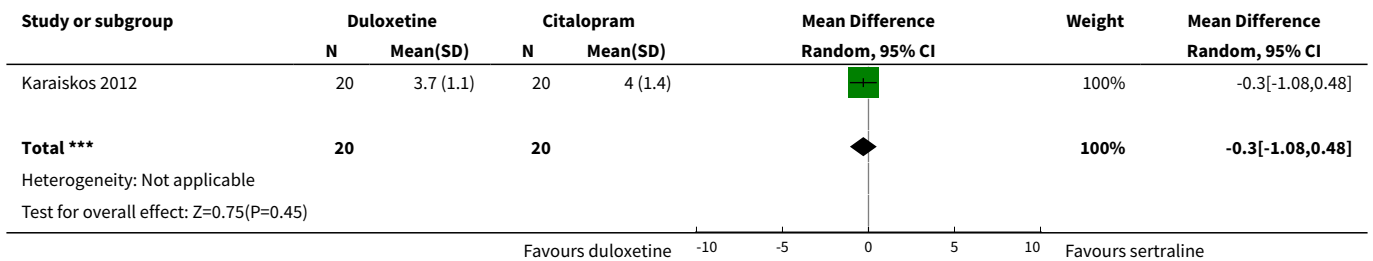 Study or subgroup Duloxetine Citalopram Mean Difference Weight Mean Difference
N Mean(SD) N Mean(SD) Random, 95% CI Random, 95% CI
Karaiskos 2012 20 3.7 (1.1) 20 4 (1.4) 100% -0.3[-1.08,0.48]
Total *** 20 20 100% -0.3[-1.08,0.48]
Heterogeneity: Not applicable
Test for overall effect: Z=0.75(P=0.45)
Favours duloxetine -10 -5 0 5 10 Favours sertraline